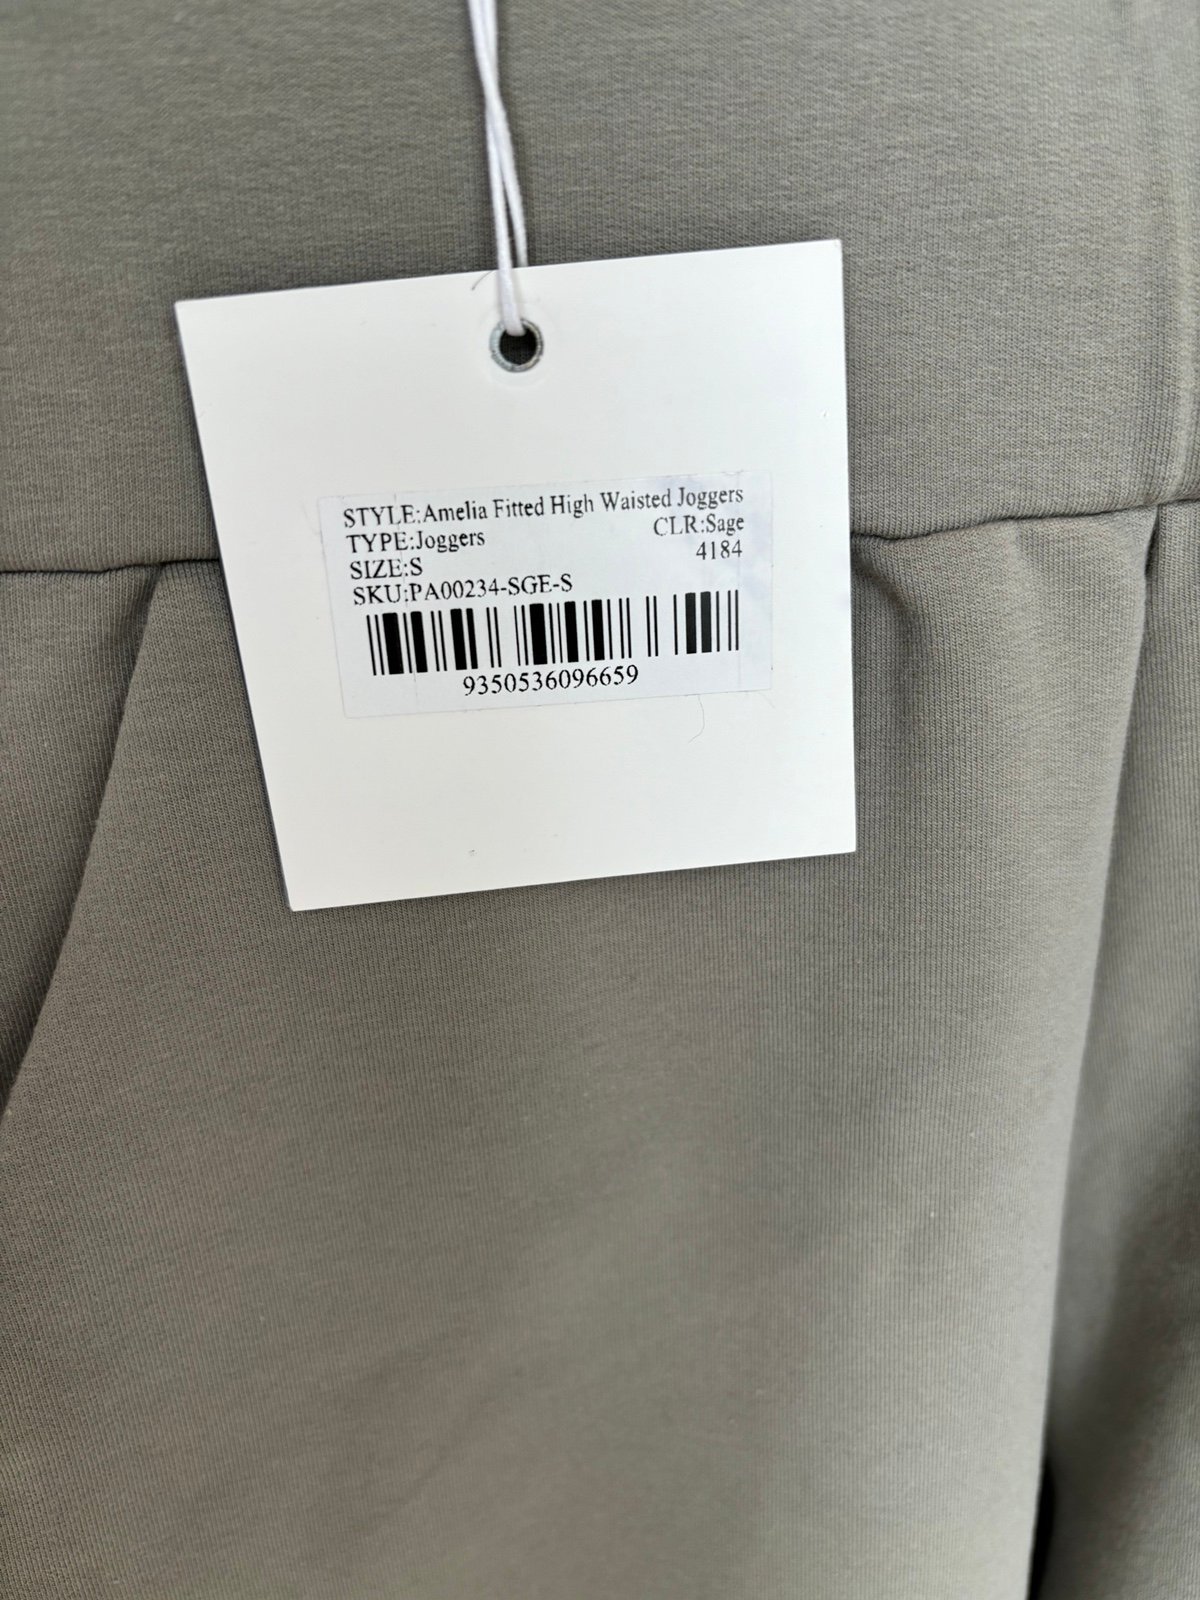 STYLE:Amelia Fitted High Waisted Joggers
TYPE:Joggers CLR:Sage
SIZE:S 4184
SKU:PA00234-SGE-S
9350536096659